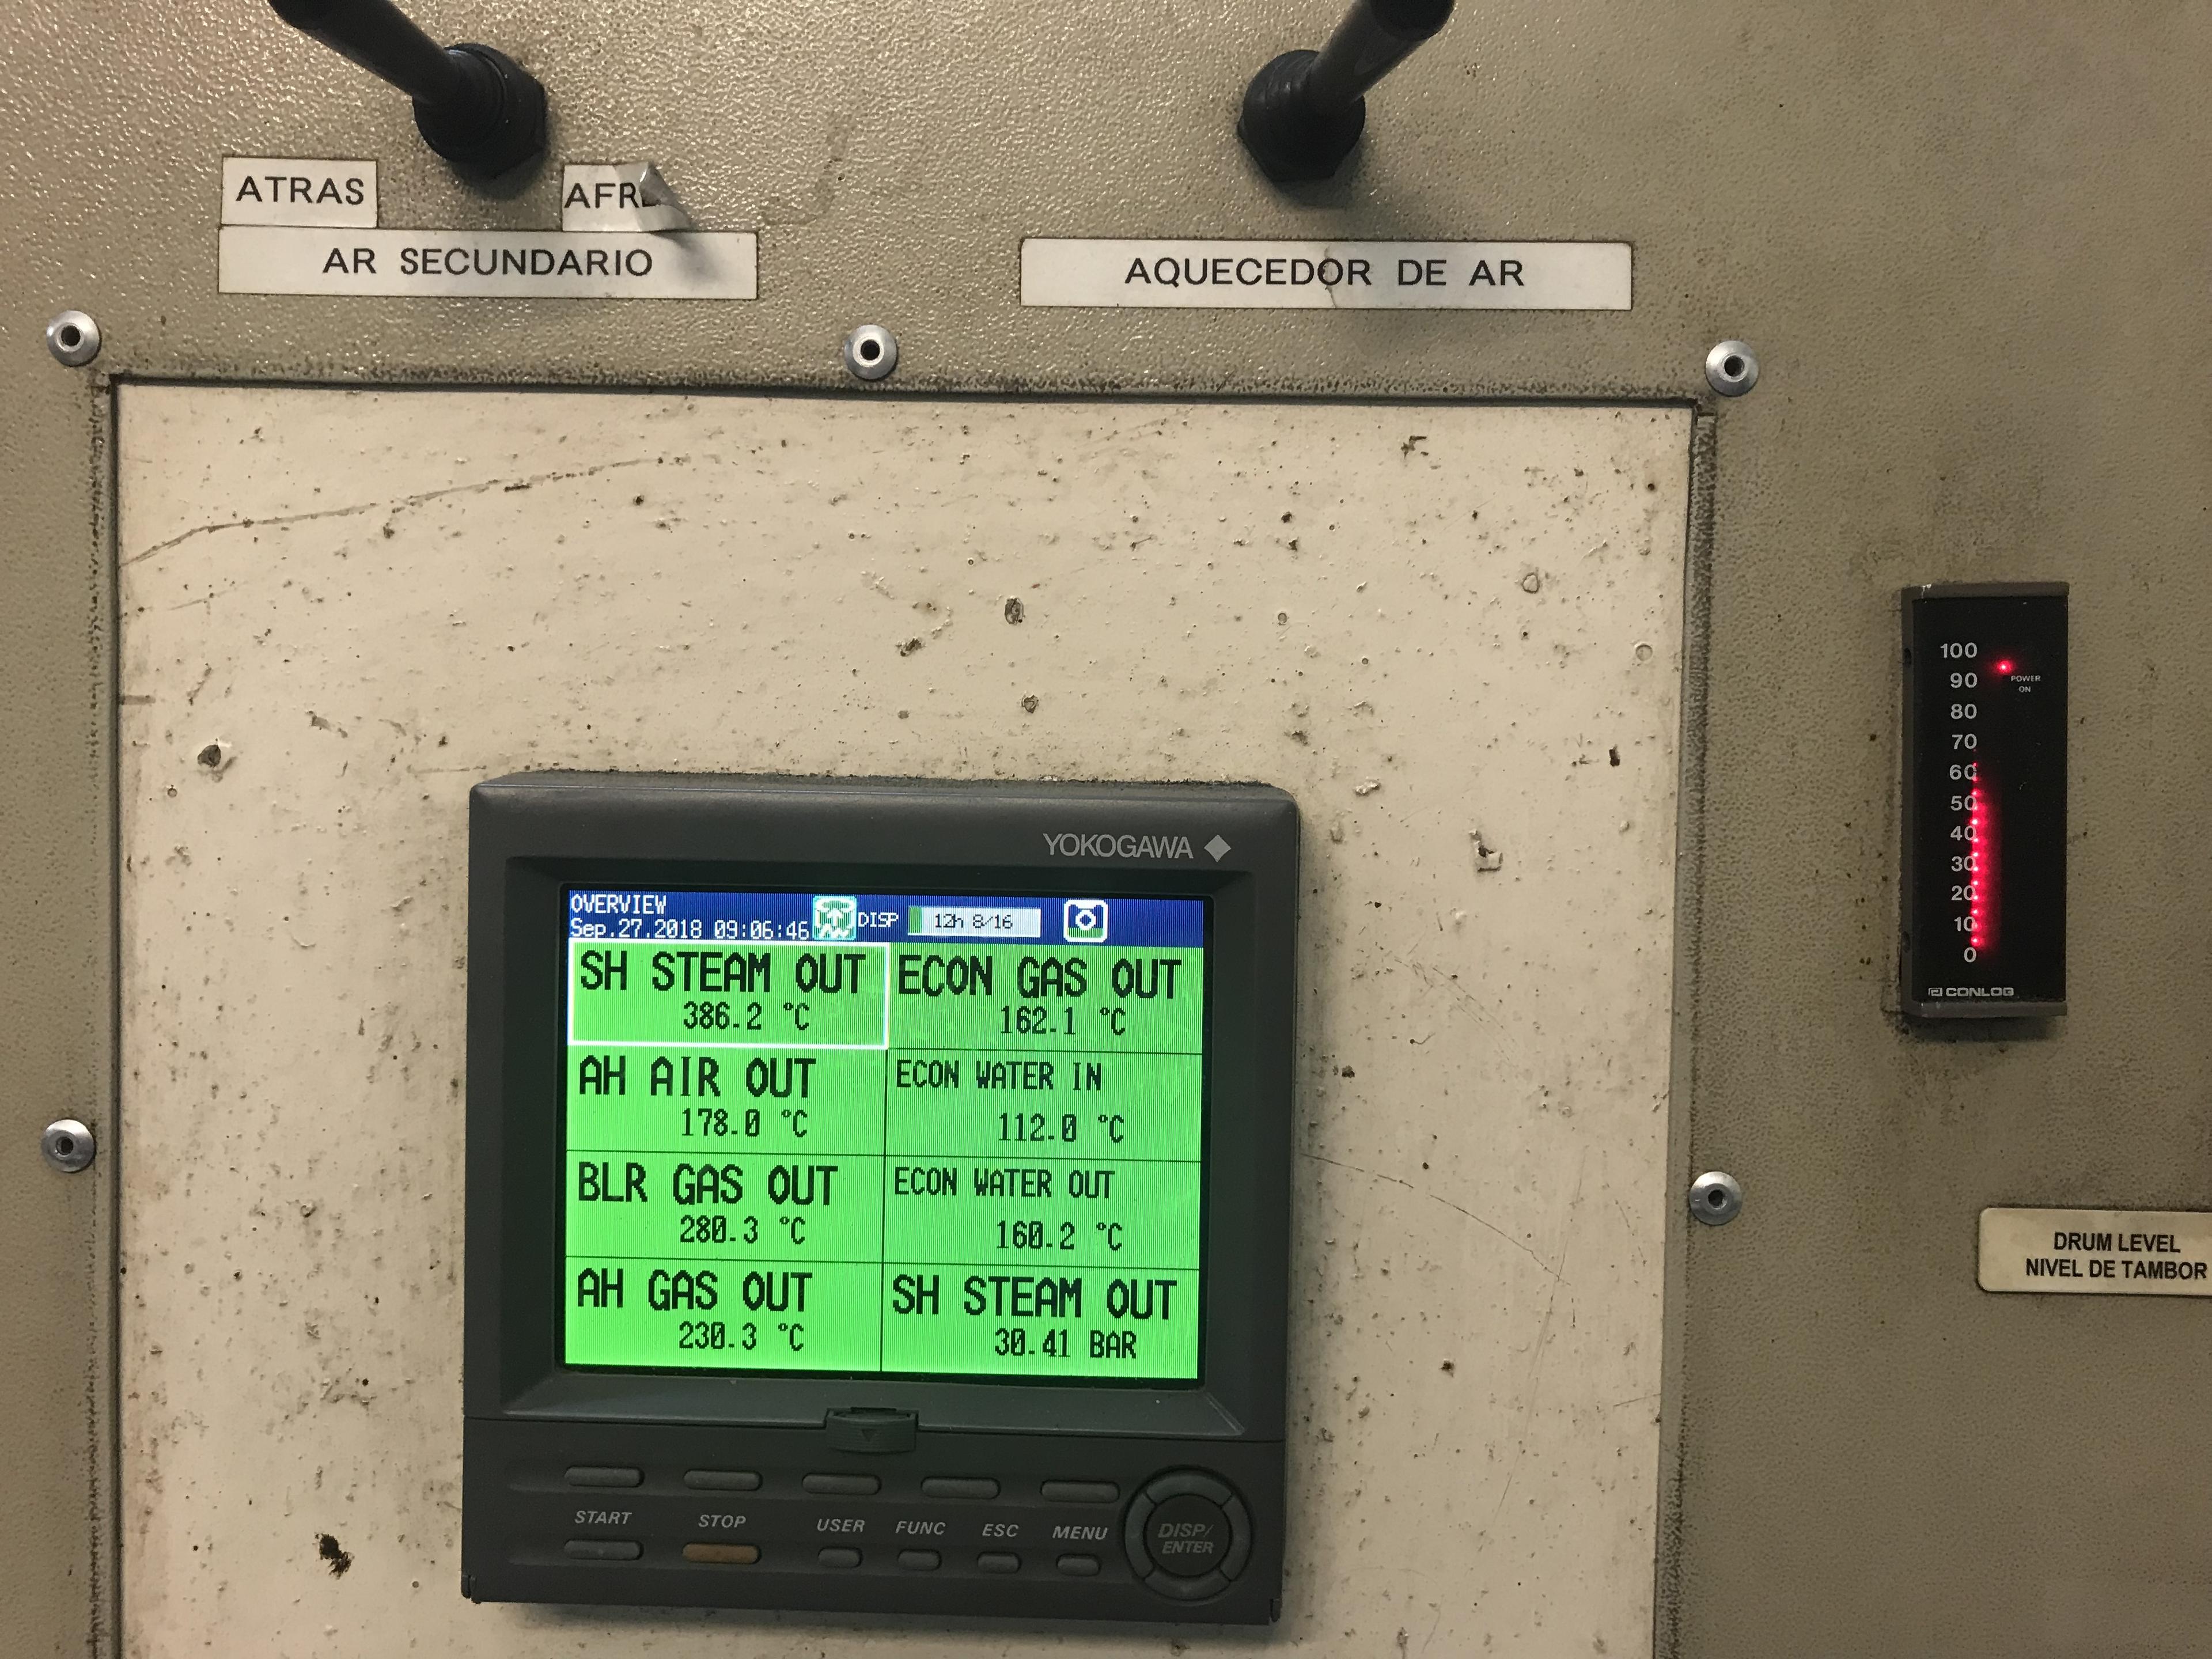 ATRAS
AFR
AR SECUNDARIO
AQUECEDOR DE AR
YOKOGAWA
OVERVIEW
Sep.27.2018 09:06:46
DISP
12h 8/16
SH STEAM OUT
386.2 °C
ECON GAS OUT
162.1 °C
AH AIR OUT
178.0 °C
ECON WATER IN
112.0 °C
BLR GAS OUT
280.3 °C
ECON WATER OUT
160.2 °C
AH GAS OUT
230.3 °C
SH STEAM OUT
30.41 BAR
START
STOP
USER
FUNC
ESC
MENU
DISP/
ENTER
100
90
80
70
60
50
40
30
20
10
0
POWER
ON
CONLOG
DRUM LEVEL
NIVEL DE TAMBOR